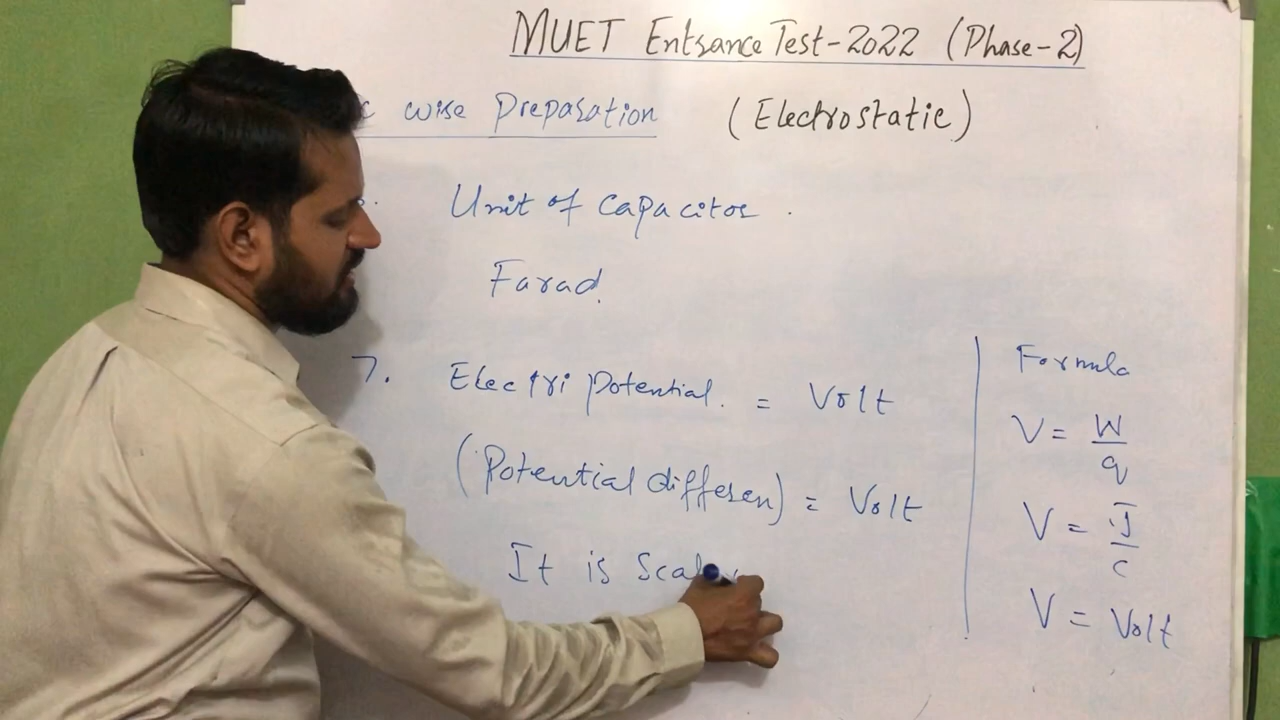 MUET Entrance Test-2022 (Phase-2)
c wise Preparation (Electrostatic)
Unit of Capacitor.
Farad.
7. Electri Potential. = Volt
(Potential differen) = Volt
It is
Formula
V = W/q
V = J/C
V = Volt